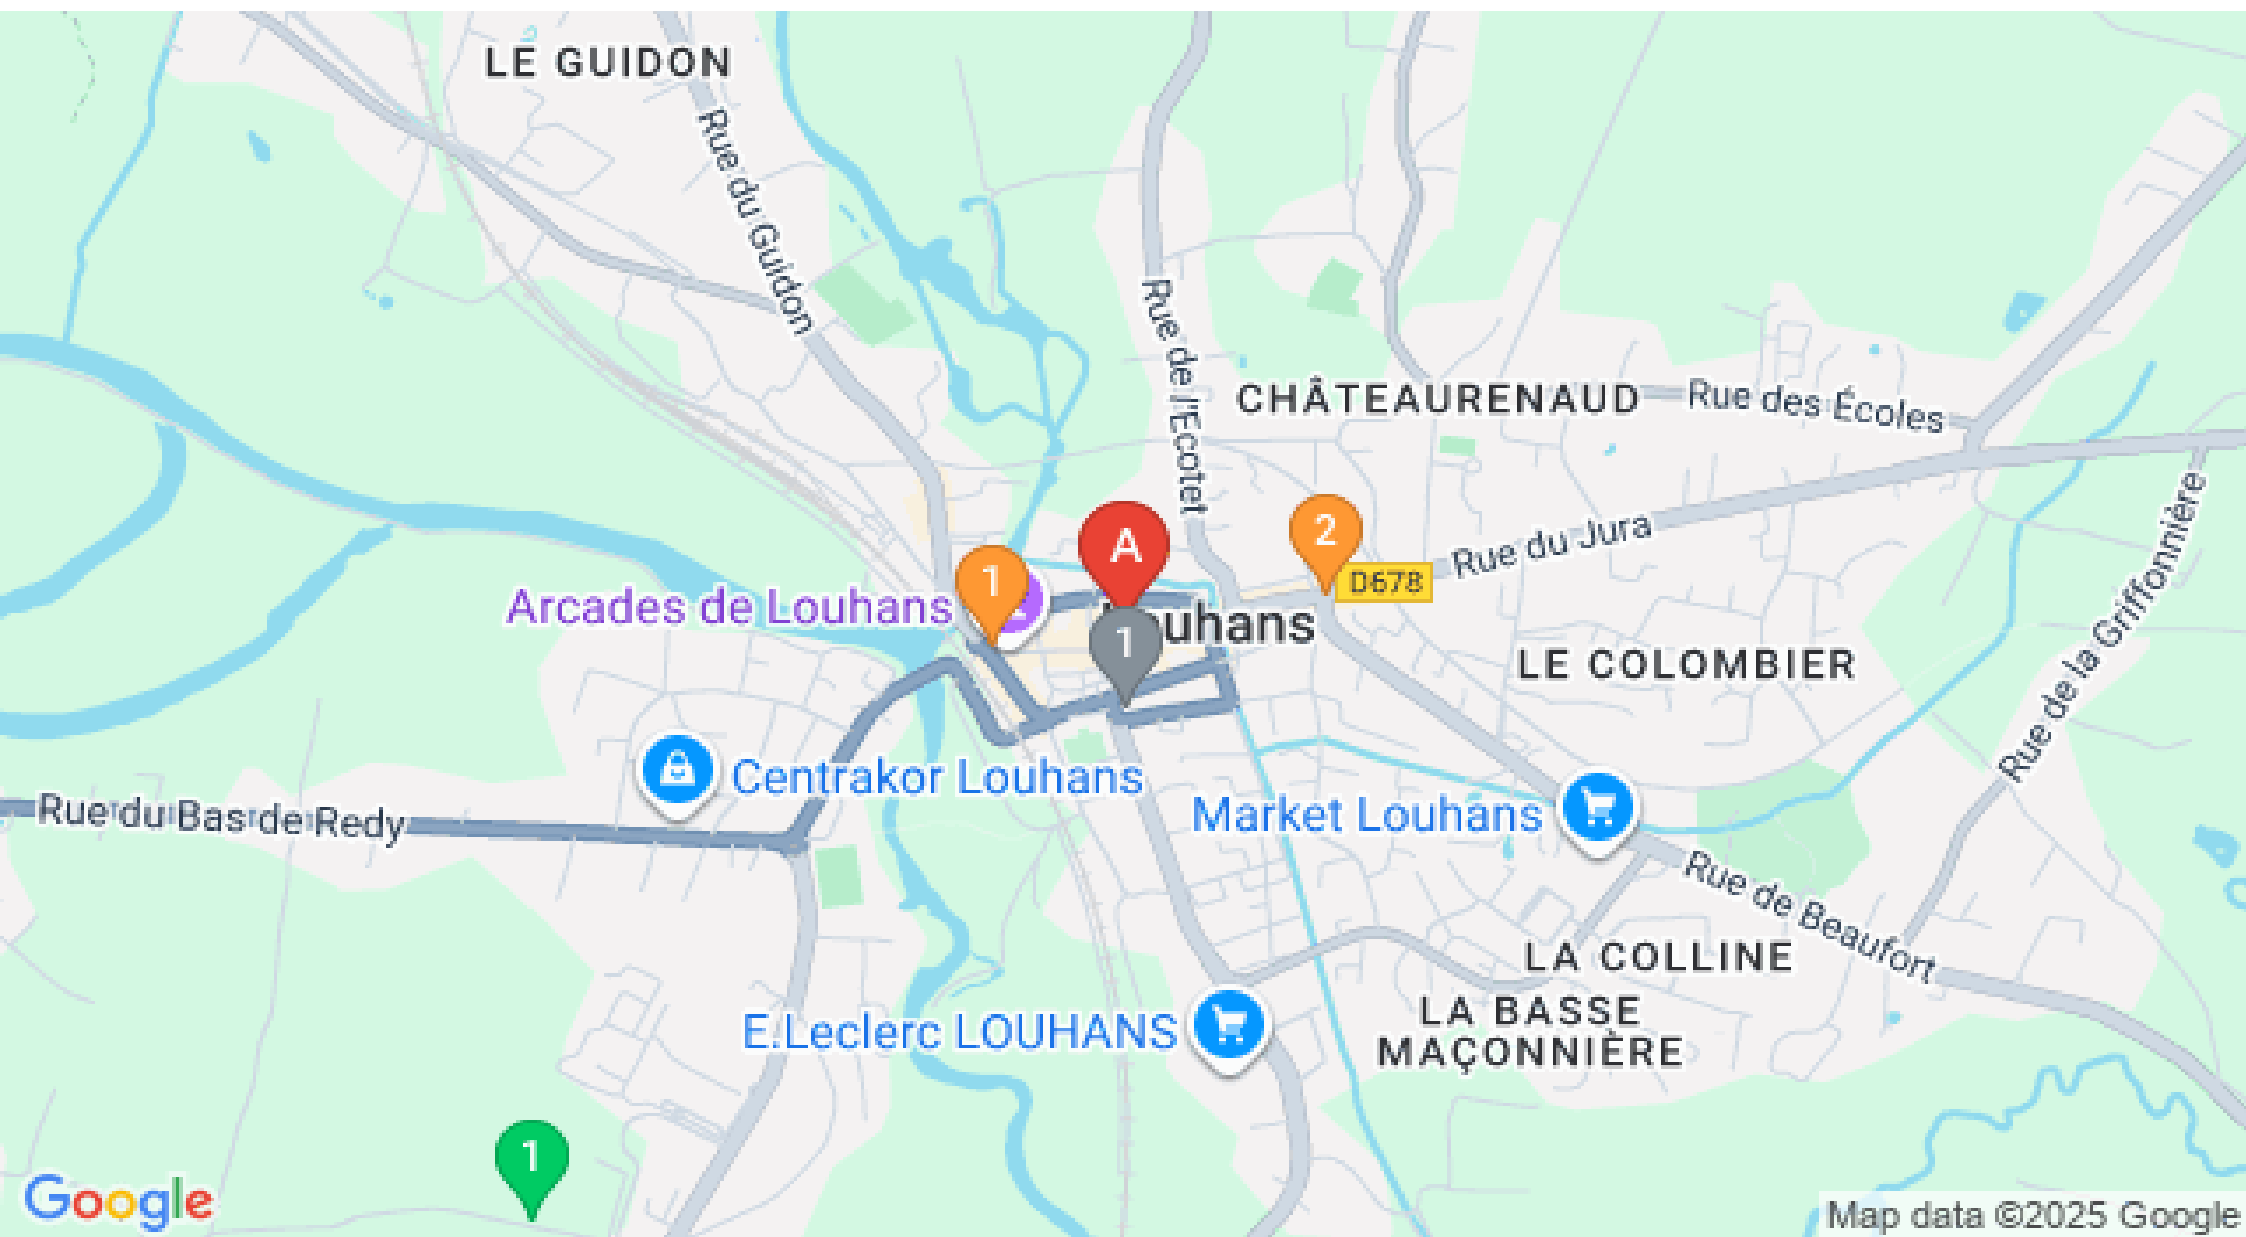 LE GUIDON
Rue du Guidon
Rue de l'Ecotet
CHÂTEAURENAUD
Rue des Écoles
A
2
1
D678
Rue du Jura
Rue de la Griffonnière
Arcades de Louhans
ouhans
1
LE COLOMBIER
Centrakor Louhans
Market Louhans
Rue du Bas de Redy
Rue de Beaufort
LA COLLINE
LA BASSE
MAÇONNIÈRE
E.Leclerc LOUHANS
1
Google
Map data ©2025 Google